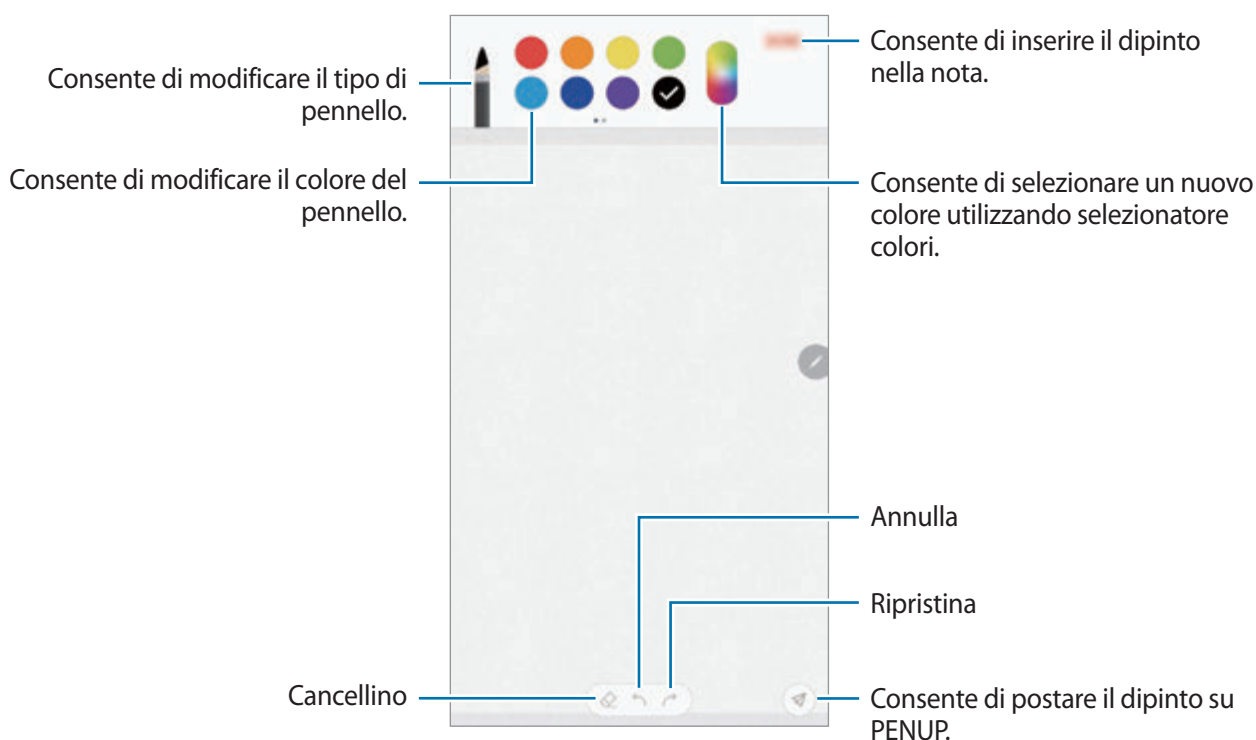 Consente di modificare il tipo di
pennello.
Consente di modificare il colore del
pennello.
Cancellino
Consente di inserire il dipinto
nella nota.
Consente di selezionare un nuovo
colore utilizzando selezionatore
colori.
Annulla
Ripristina
Consente di postare il dipinto su
PENUP.